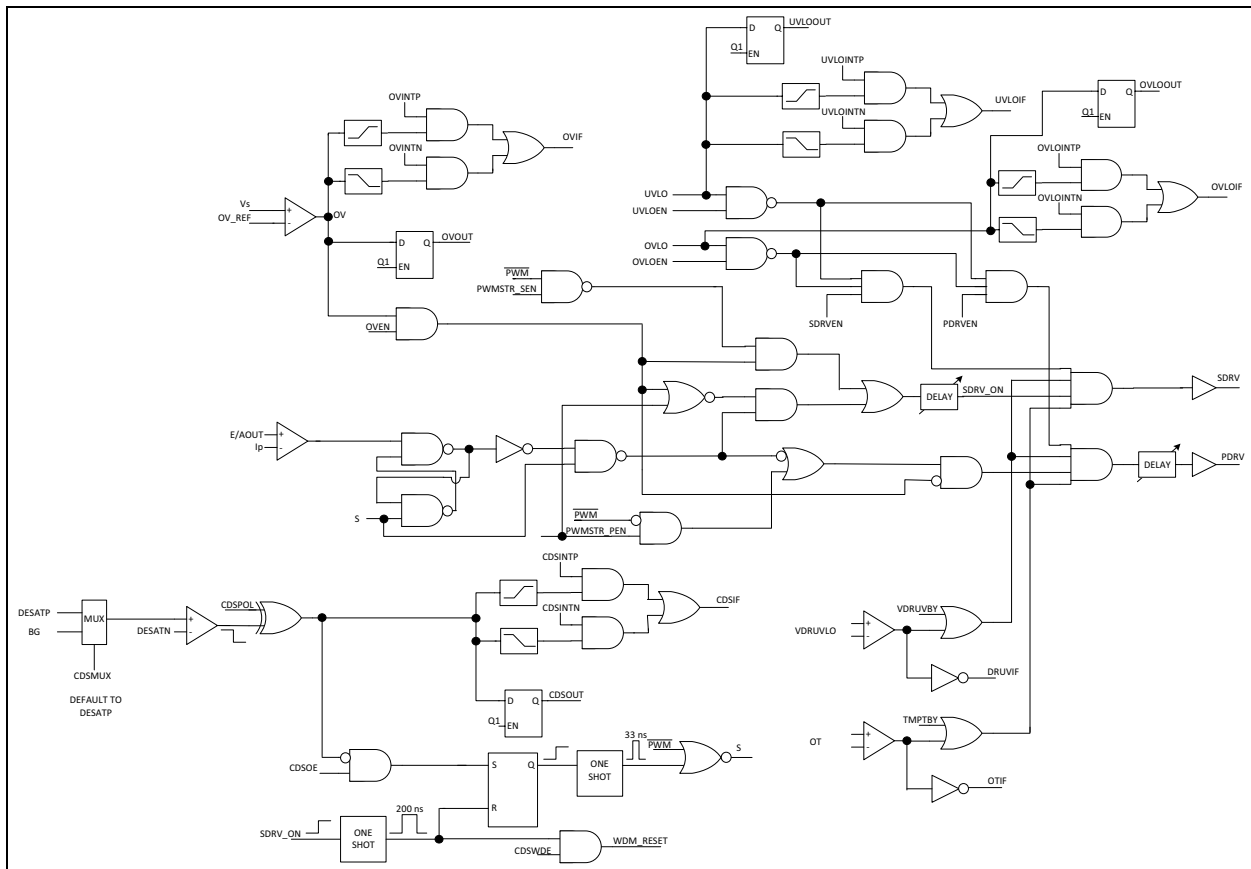 D Q UVLOOUT
Q1 EN
UVLOINTP
UVLOINTN
UVLOIF
D Q OVLOOUT
Q1 EN
OVLOINTP
OVLOINTN
OVLOIF
OVINTP
OVINTN
OVIF
Vs +
OV_REF -
OV
D Q OVOUT
Q1 EN
OVEN
UVLO
UVLOEN
OVLO
OVLOEN
PWM
PWMSTR_SEN
SDRVEN
PDRVEN
DELAY
SDRV_ON
SDRV
E/AOUT +
Ip -
S
PWM
PWMSTR_PEN
DELAY
PDRV
DESATP
BG
MUX
CDSMUX
DEFAULT TO
DESATP
+
DESATN -
CDSPOL
CDSINTP
CDSINTN
CDSIF
D Q CDSOUT
Q1 EN
CDSOE
S Q
R
ONE
SHOT
33 ns
PWM
S
SDRV_ON
ONE
SHOT
200 ns
CDSWDE
WDM_RESET
VDRUVLO
+
-
VDRUVBY
DRUVIF
OT
+
-
TMPTBY
OTIF